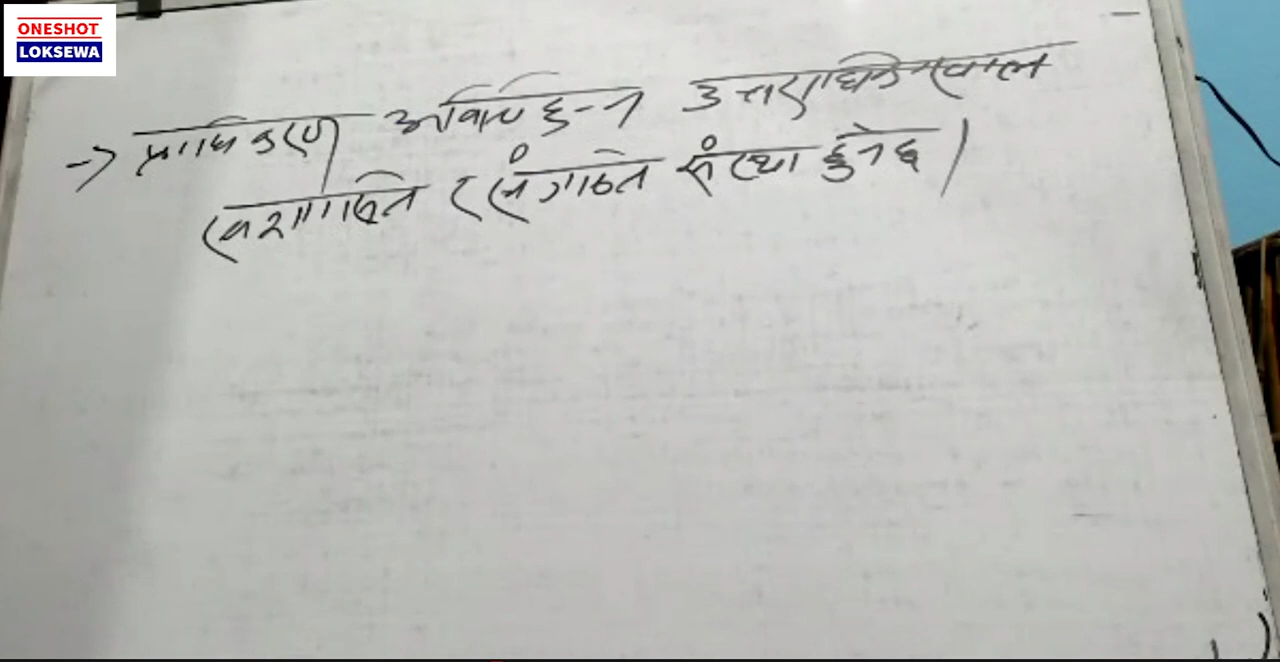 ONESHOT
LOKSEWA
→ प्राधिकरण अविच्छिन्न उत्तराधिकारवाला
स्वशासित र संगठित संस्था हुनेछ।